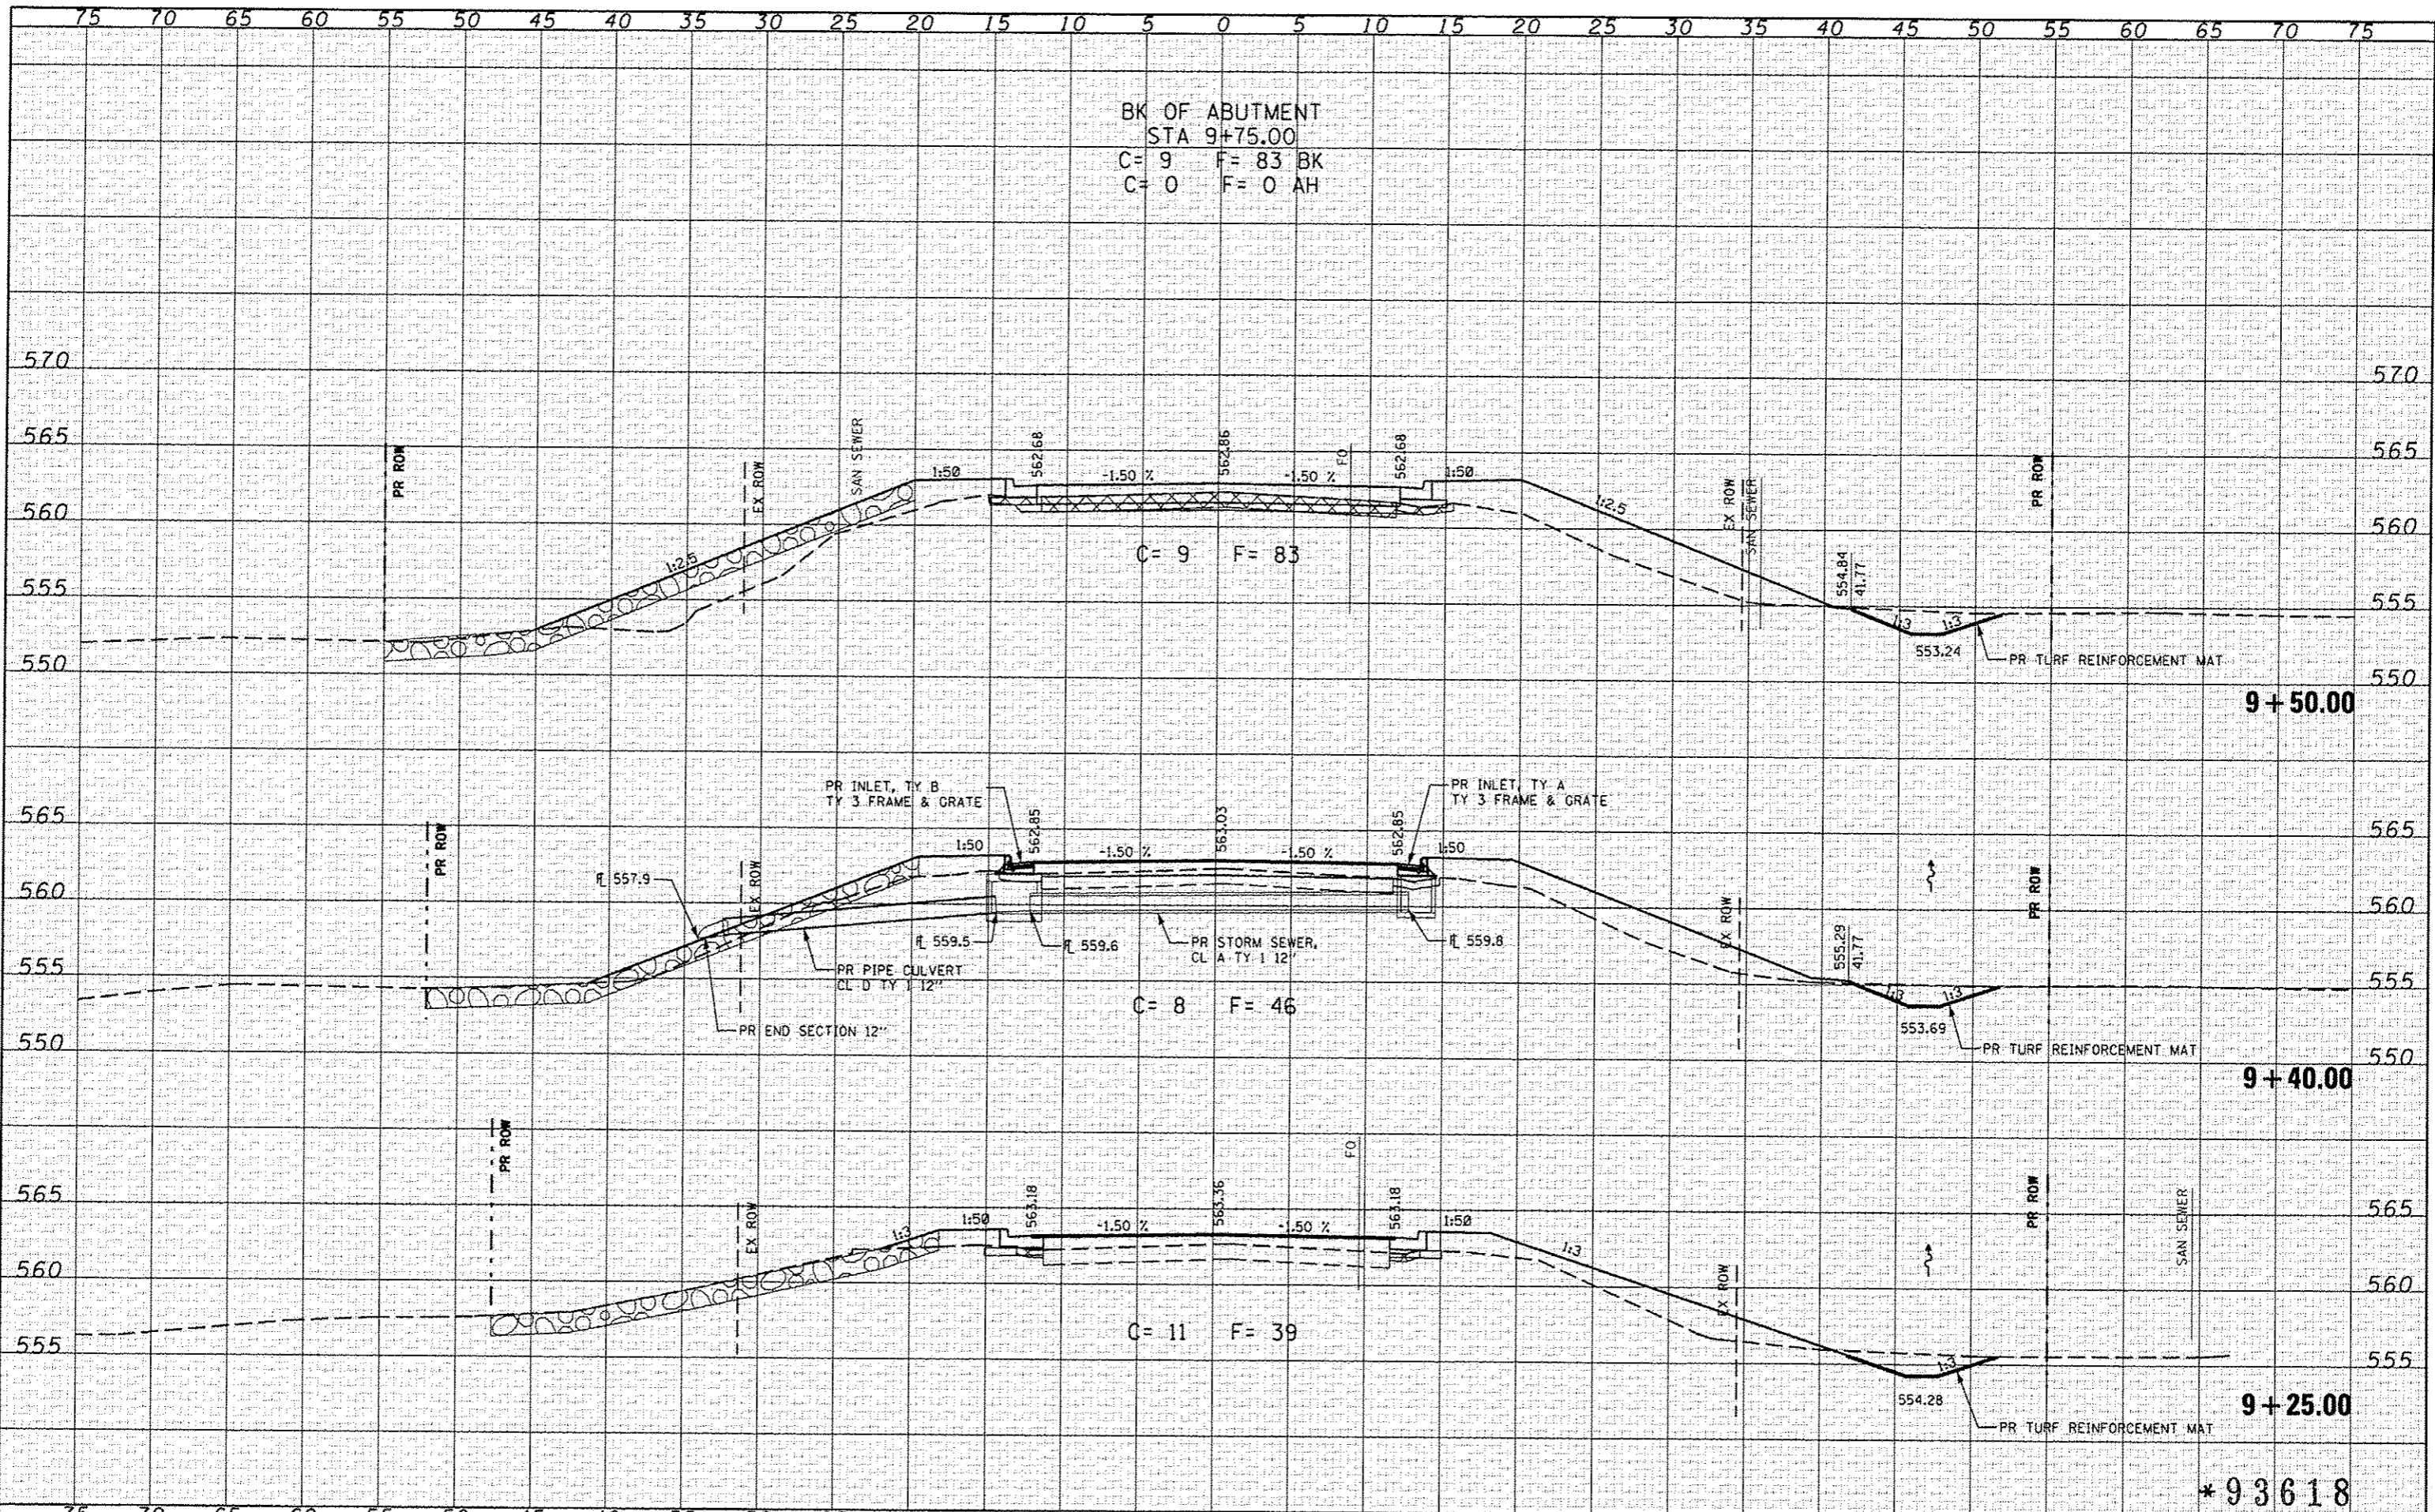 75 70 65 60 55 50 45 40 35 30 25 20 15 10 5 0 5 10 15 20 25 30 35 40 45 50 55 60 65 70 75
BK OF ABUTMENT
STA 9+75.00
C= 9 F= 83 BK
C= 0 F= 0 AH
570 570
565 565
560 560
555 555
550 550
PR ROW
EX ROW
SAN SEWER
1:2.5
1:50
562.68
-1.50 %
562.86
-1.50 %
FO
562.68
1:50
1:2.5
EX ROW
SAN SEWER
554.84
41.77
PR ROW
1:3 1:3
553.24
PR TURF REINFORCEMENT MAT
C= 9 F= 83
9+50.00
565 565
560 560
555 555
550 550
PR ROW
EX ROW
PR INLET, TY B
TY 3 FRAME & GRATE
PR INLET, TY A
TY 3 FRAME & GRATE
1:50
562.85
-1.50 %
563.03
-1.50 %
562.85
1:50
FL 557.9
FL 559.5
FL 559.6
FL 559.8
PR STORM SEWER,
CL A TY 1 12"
PR PIPE CULVERT
CL D TY 1 12"
PR END SECTION 12"
C= 8 F= 46
EX ROW
555.29
41.77
PR ROW
1:3 1:3
553.69
PR TURF REINFORCEMENT MAT
9+40.00
565 565
560 560
555 555
PR ROW
EX ROW
1:3
1:50
563.18
-1.50 %
563.36
-1.50 %
FO
563.18
1:50
1:3
EX ROW
PR ROW
SAN SEWER
1:3
554.28
PR TURF REINFORCEMENT MAT
C= 11 F= 39
9+25.00
*93618